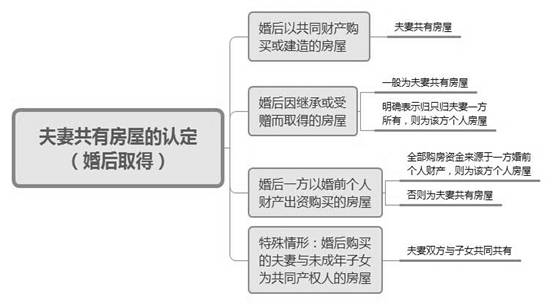 夫妻共有房屋的认定
（婚后取得）
婚后以共同财产购
买或建造的房屋
夫妻共有房屋
婚后因继承或受
赠而取得的房屋
一般为夫妻共有房屋
明确表示归只归夫妻一方
所有，则为该方个人房屋
婚后一方以婚前个人
财产出资购买的房屋
全部购房资金来源于一方婚前
个人财产，则为该方个人房屋
否则为夫妻共有房屋
特殊情形：婚后购买
的夫妻与未成年子女
为共同产权人的房屋
夫妻双方与子女共同共有